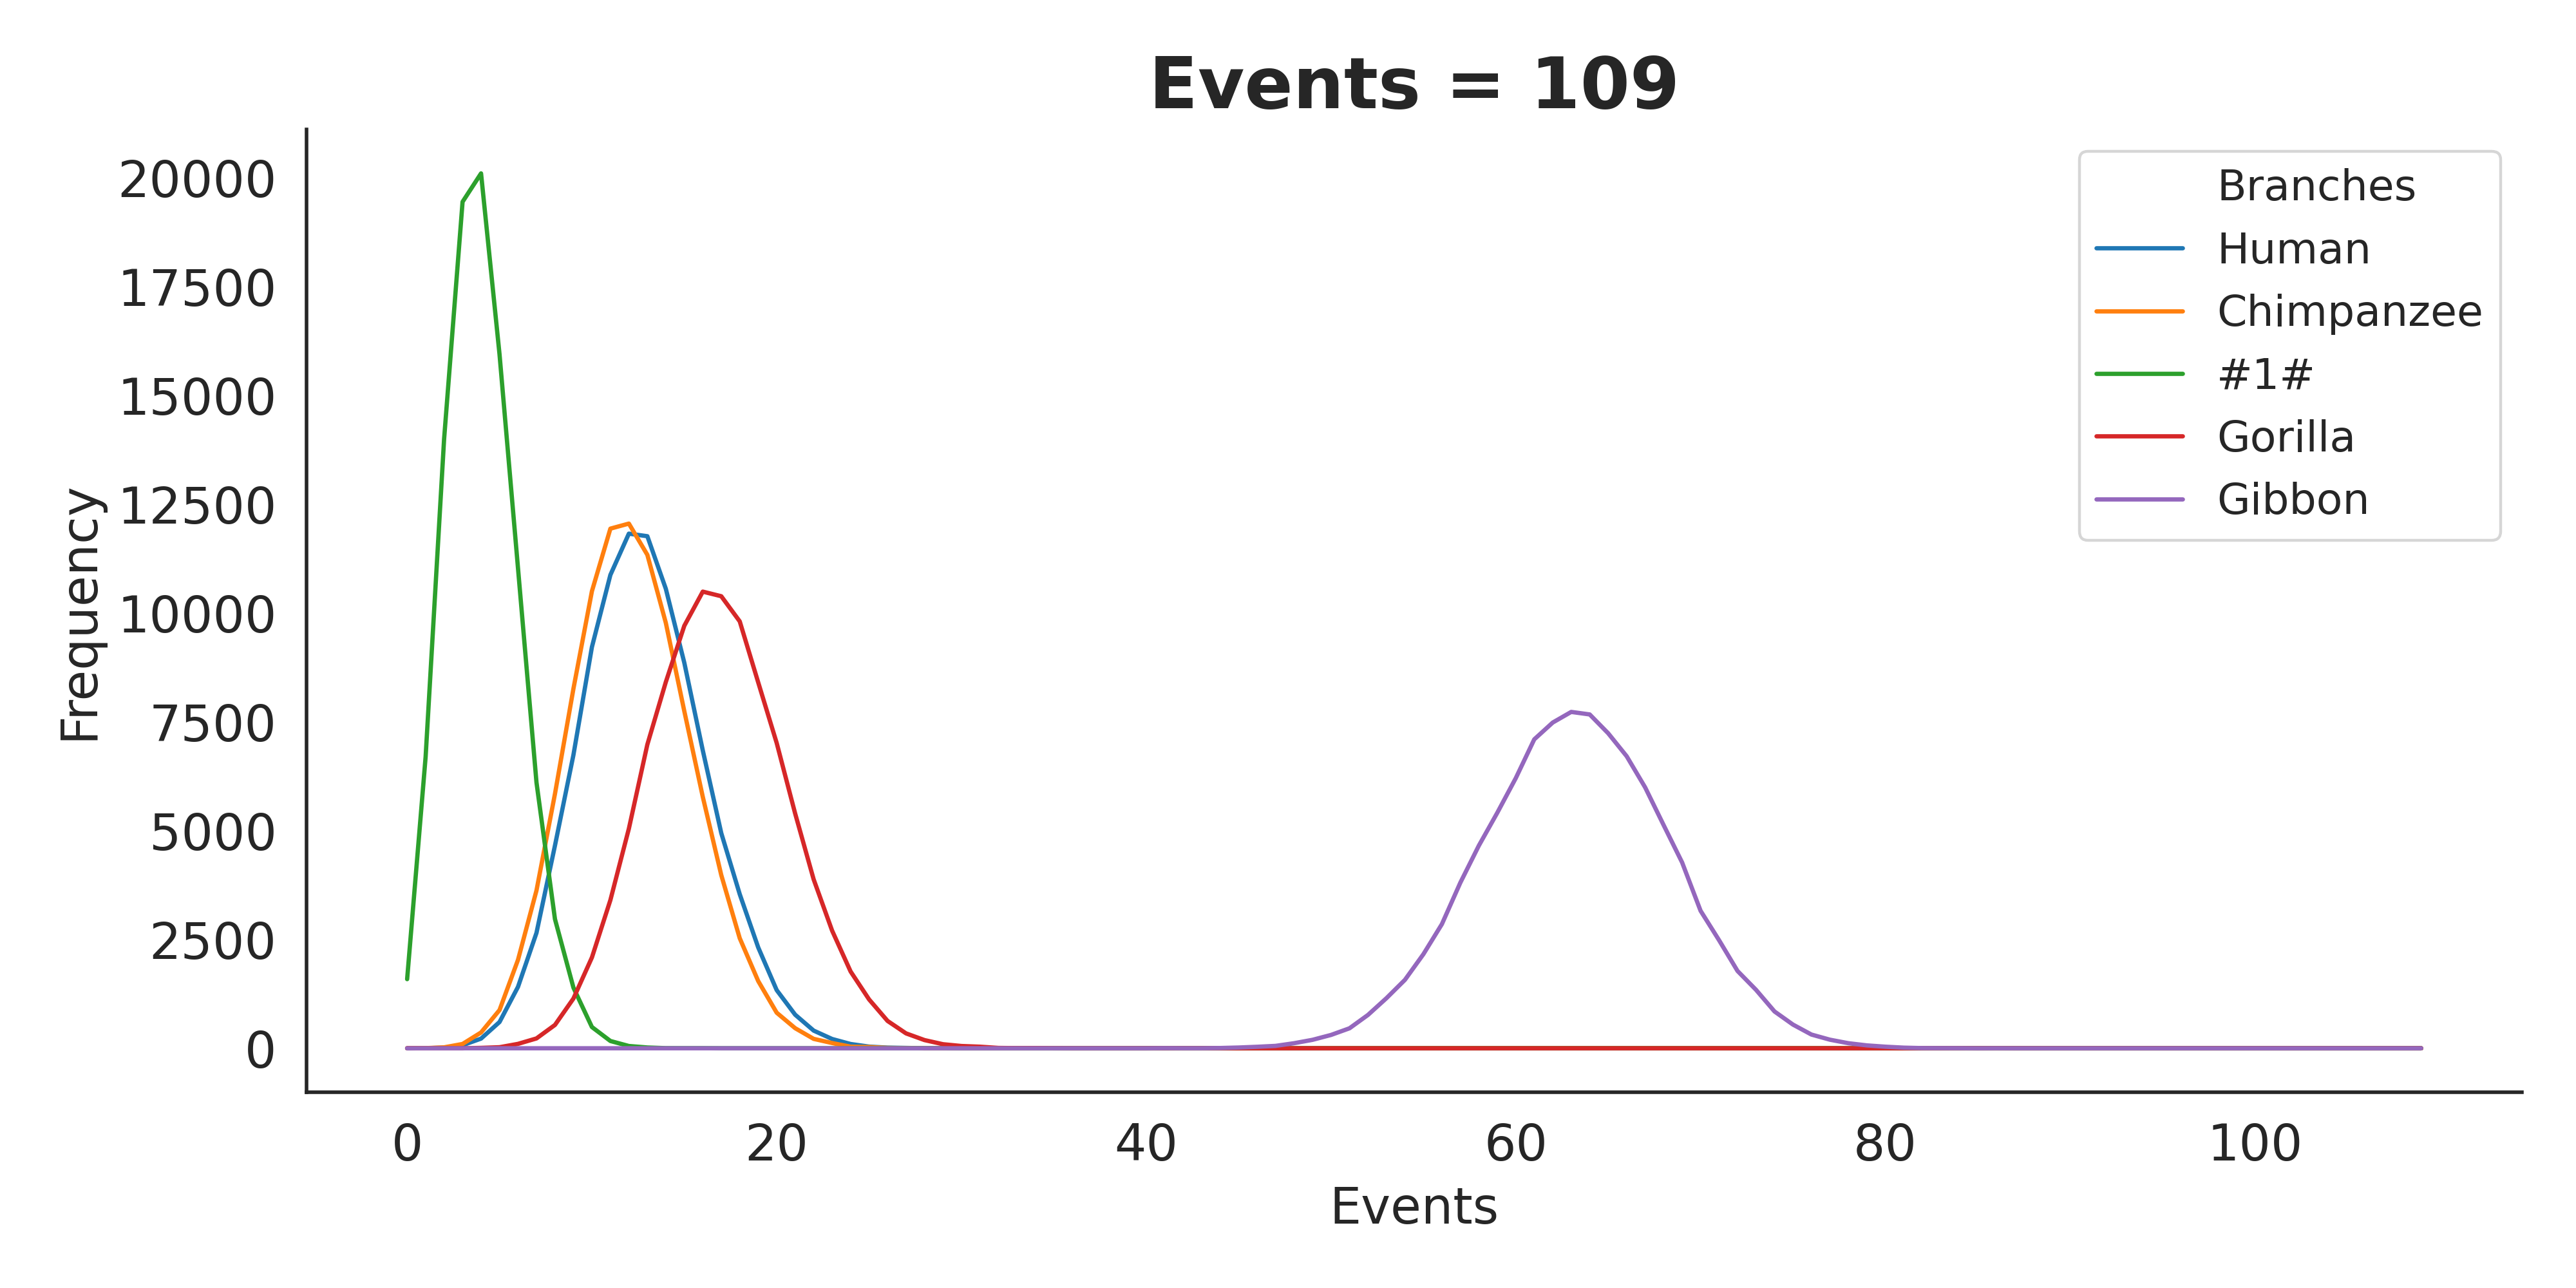 Events = 109
Frequency
20000
17500
15000
12500
10000
7500
5000
2500
0
0 20 40 60 80 100
Events
Branches
Human
Chimpanzee
#1#
Gorilla
Gibbon